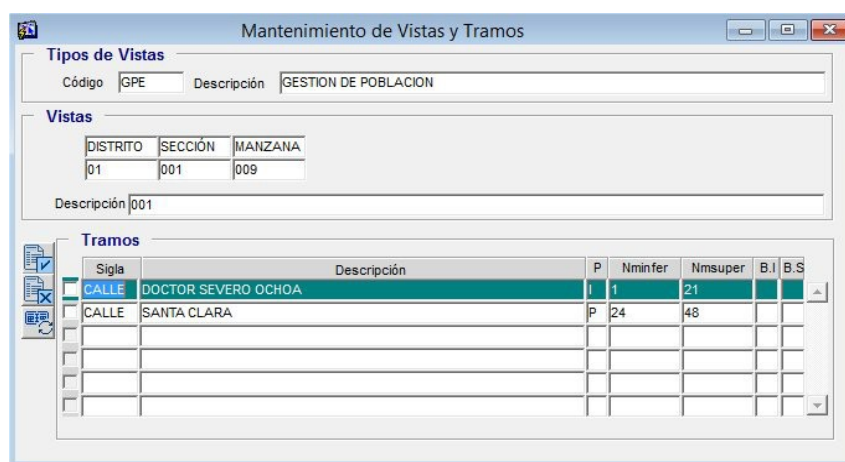 Mantenimiento de Vistas y Tramos
Tipos de Vistas
Código GPE Descripción GESTION DE POBLACION
Vistas
DISTRITO SECCIÓN MANZANA
01 001 009
Descripción 001
Tramos
Sigla Descripción P Nminfer Nmsuper B.I B.S
CALLE DOCTOR SEVERO OCHOA I 1 21
CALLE SANTA CLARA P 24 48